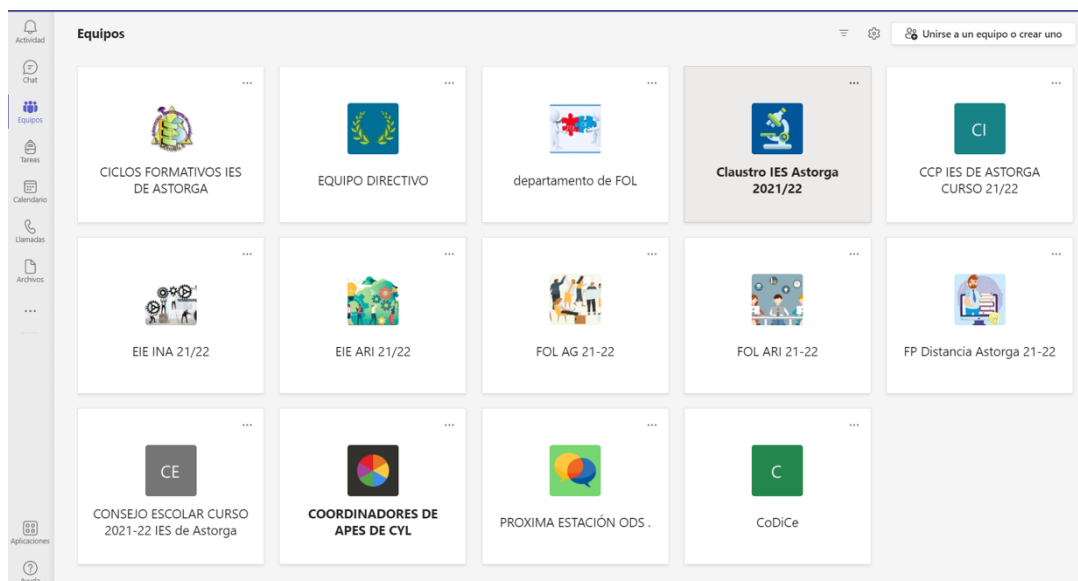 Actividad
Chat
Equipos
Tareas
Calendario
Llamadas
Archivos
Aplicaciones
Ayuda
Equipos
Unirse a un equipo o crear uno
CICLOS FORMATIVOS IES
DE ASTORGA
EQUIPO DIRECTIVO
departamento de FOL
Claustro IES Astorga
2021/22
CI
CCP IES DE ASTORGA
CURSO 21/22
EIE INA 21/22
EIE ARI 21/22
FOL AG 21-22
FOL ARI 21-22
FP Distancia Astorga 21-22
CE
CONSEJO ESCOLAR CURSO
2021-22 IES de Astorga
COORDINADORES DE
APES DE CYL
PROXIMA ESTACIÓN ODS .
C
CoDiCe